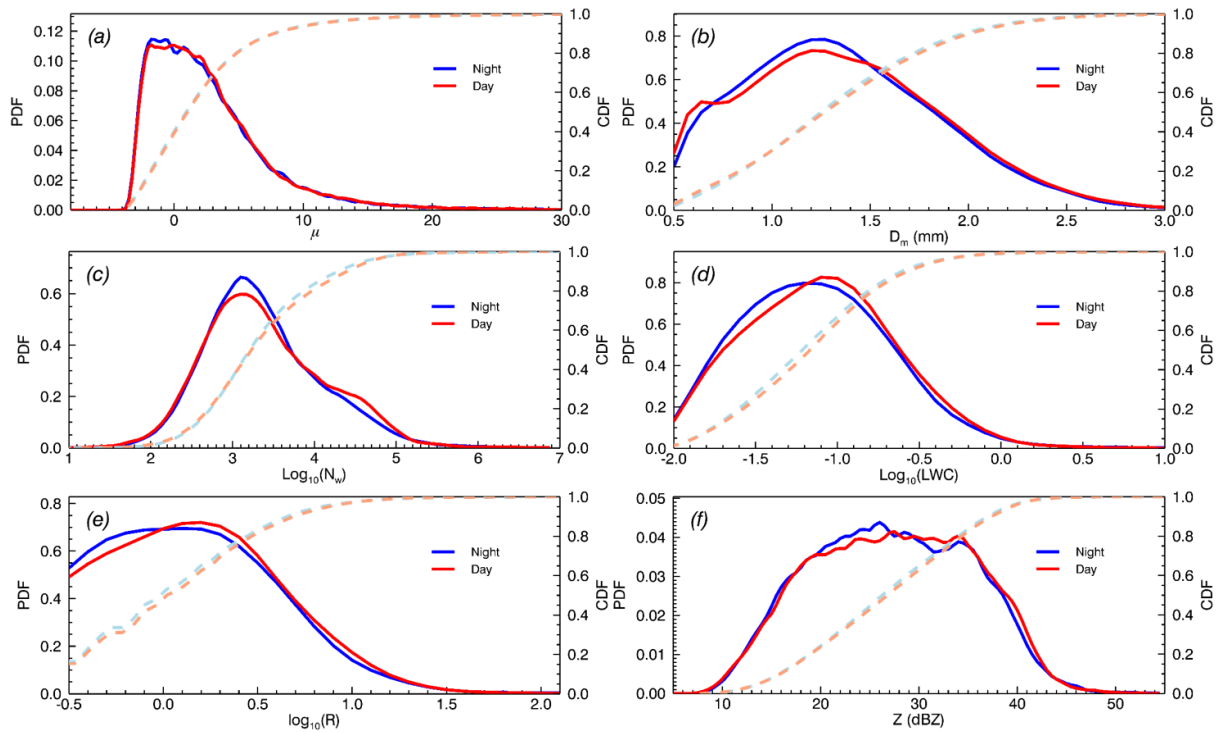 (a)
Night
Day
PDF
CDF
0.00
0.02
0.04
0.06
0.08
0.10
0.12
0.0
0.2
0.4
0.6
0.8
1.0
0
10
20
30
μ
(b)
Night
Day
PDF
CDF
0.0
0.2
0.4
0.6
0.8
0.0
0.2
0.4
0.6
0.8
1.0
0.5
1.0
1.5
2.0
2.5
3.0
Dm (mm)
(c)
Night
Day
PDF
CDF
0.0
0.2
0.4
0.6
0.0
0.2
0.4
0.6
0.8
1.0
1
2
3
4
5
6
7
Log10(Nw)
(d)
Night
Day
PDF
CDF
0.0
0.2
0.4
0.6
0.8
0.0
0.2
0.4
0.6
0.8
1.0
-2.0
-1.5
-1.0
-0.5
0.0
0.5
1.0
Log10(LWC)
(e)
Night
Day
PDF
CDF
0.0
0.2
0.4
0.6
0.8
0.0
0.2
0.4
0.6
0.8
1.0
-0.5
0.0
0.5
1.0
1.5
2.0
log10(R)
(f)
Night
Day
PDF
CDF
0.00
0.01
0.02
0.03
0.04
0.05
0.0
0.2
0.4
0.6
0.8
1.0
10
20
30
40
50
Z (dBZ)